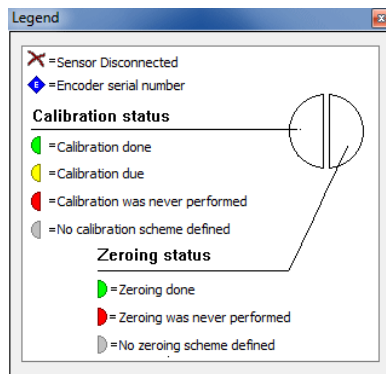 Legend
=Sensor Disconnected
E =Encoder serial number
Calibration status
=Calibration done
=Calibration due
=Calibration was never performed
=No calibration scheme defined
Zeroing status
=Zeroing done
=Zeroing was never performed
=No zeroing scheme defined